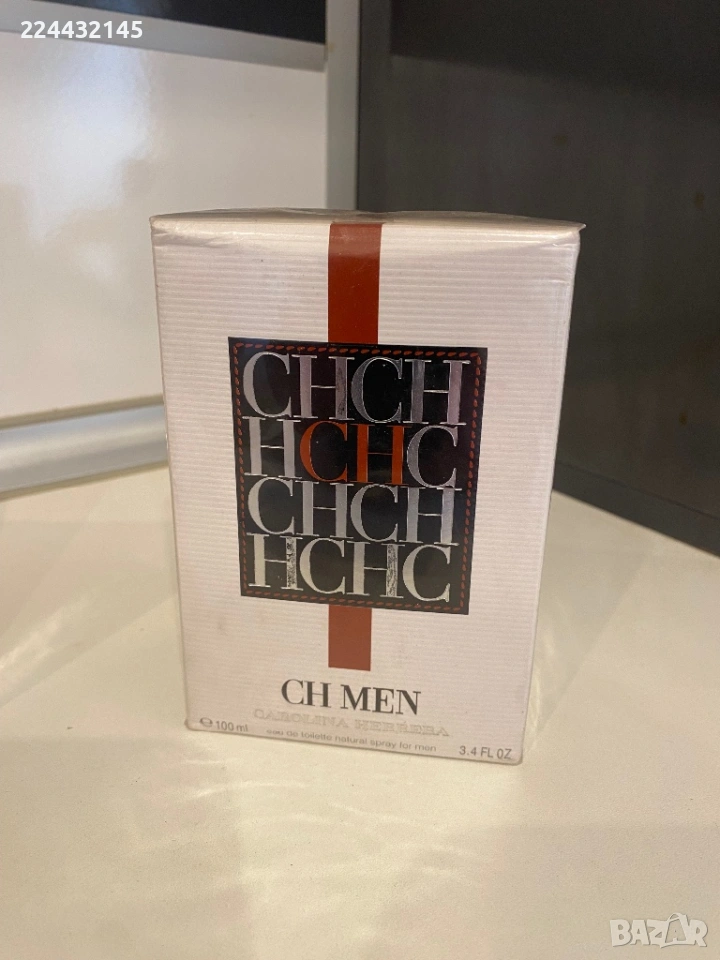 224432145
CHCH
HCHC
CHCH
HCHC
CH MEN
CAROLINA HERRERA
℮ 100 ml
eau de toilette natural spray for men
3.4 FL OZ
BAZAR